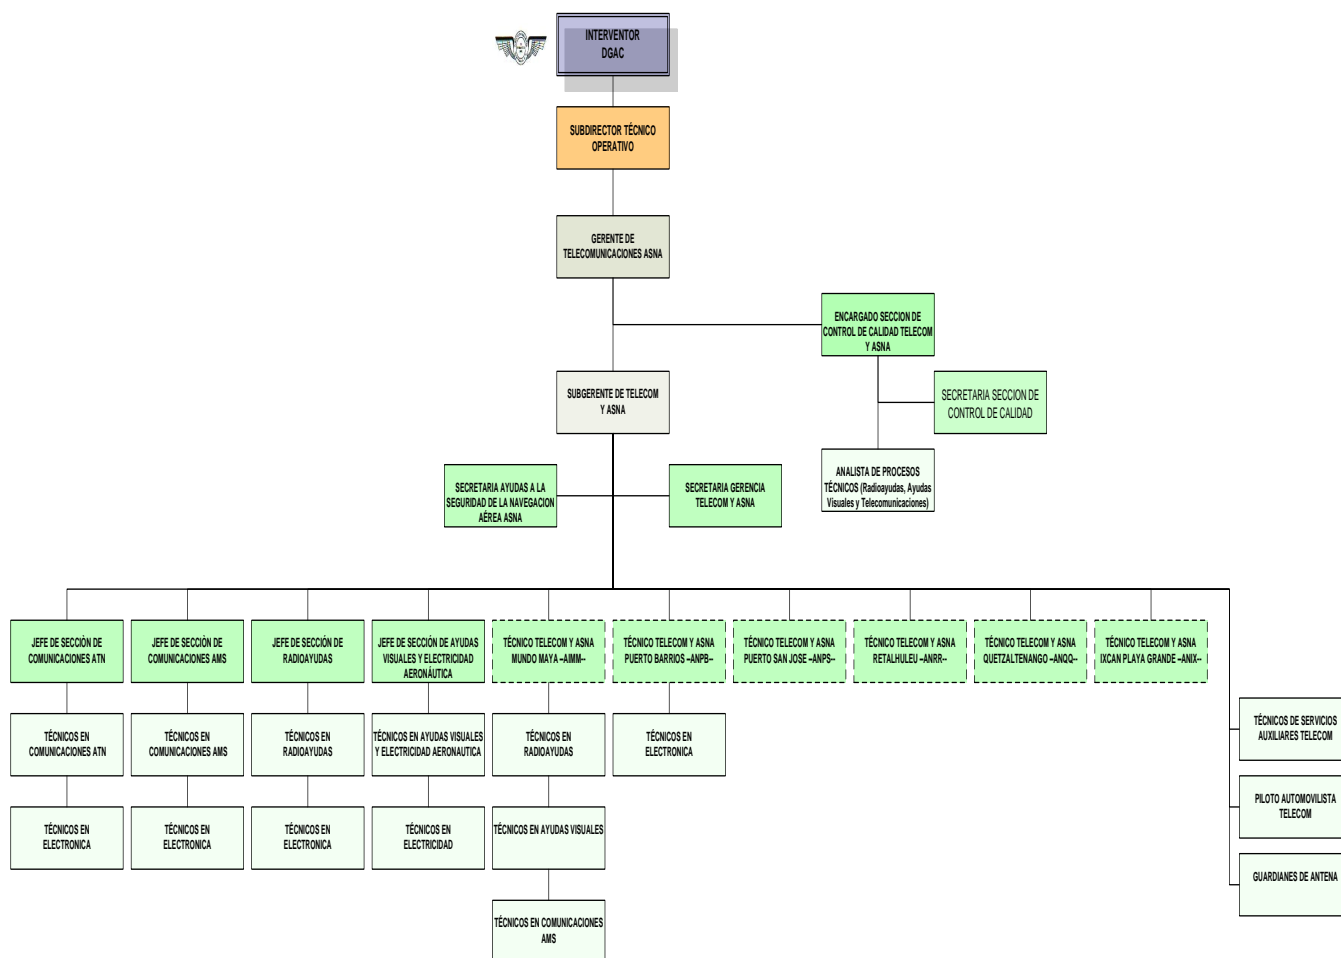 INTERVENTOR
DGAC
SUBDIRECTOR TÉCNICO
OPERATIVO
GERENTE DE
TELECOMUNICACIONES ASNA
ENCARGADO SECCION DE
CONTROL DE CALIDAD TELECOM
Y ASNA
SUBGERENTE DE TELECOM
Y ASNA
SECRETARIA SECCION DE
CONTROL DE CALIDAD
ANALISTA DE PROCESOS
TÉCNICOS (Radioayudas, Ayudas
Visuales y Telecomunicaciones)
SECRETARIA AYUDAS A LA
SEGURIDAD DE LA NAVEGACION
AÉREA ASNA
SECRETARIA GERENCIA
TELECOM Y ASNA
JEFE DE SECCIÒN DE
COMUNICACIONES ATN
JEFE DE SECCIÒN DE
COMUNICACIONES AMS
JEFE DE SECCIÒN DE
RADIOAYUDAS
JEFE DE SECCIÒN DE AYUDAS
VISUALES Y ELECTRICIDAD
AERONÁUTICA
TÉCNICO TELECOM Y ASNA
MUNDO MAYA –AIMM--
TÉCNICO TELECOM Y ASNA
PUERTO BARRIOS –ANPB--
TÉCNICO TELECOM Y ASNA
PUERTO SAN JOSE –ANPS--
TÉCNICO TELECOM Y ASNA
RETALHULEU –ANRR--
TÉCNICO TELECOM Y ASNA
QUETZALTENANGO –ANQQ--
TÉCNICO TELECOM Y ASNA
IXCAN PLAYA GRANDE –ANIX--
TÉCNICOS EN
COMUNICACIONES ATN
TÉCNICOS EN
COMUNICACIONES AMS
TÉCNICOS EN
RADIOAYUDAS
TÉCNICOS EN AYUDAS VISUALES
Y ELECTRICIDAD AERONAUTICA
TÉCNICOS EN
RADIOAYUDAS
TÉCNICOS EN
ELECTRONICA
TÉCNICOS DE SERVICIOS
AUXILIARES TELECOM
TÉCNICOS EN
ELECTRONICA
TÉCNICOS EN
ELECTRONICA
TÉCNICOS EN
ELECTRONICA
TÉCNICOS EN
ELECTRICIDAD
TÉCNICOS EN AYUDAS VISUALES
PILOTO AUTOMOVILISTA
TELECOM
GUARDIANES DE ANTENA
TÉCNICOS EN COMUNICACIONES
AMS